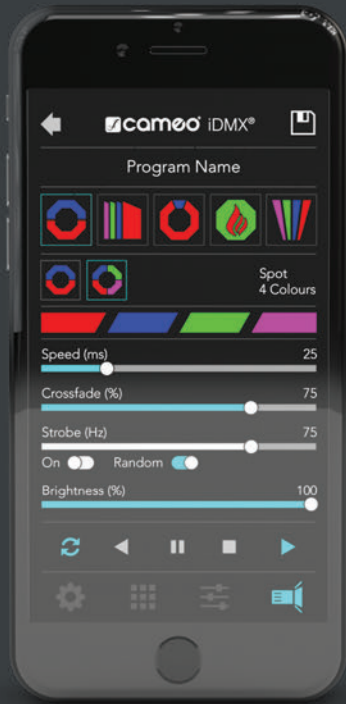 cameo iDMX®
Program Name
Spot
4 Colours
Speed (ms) 25
Crossfade (%) 75
Strobe (Hz) 75
On Random
Brightness (%) 100